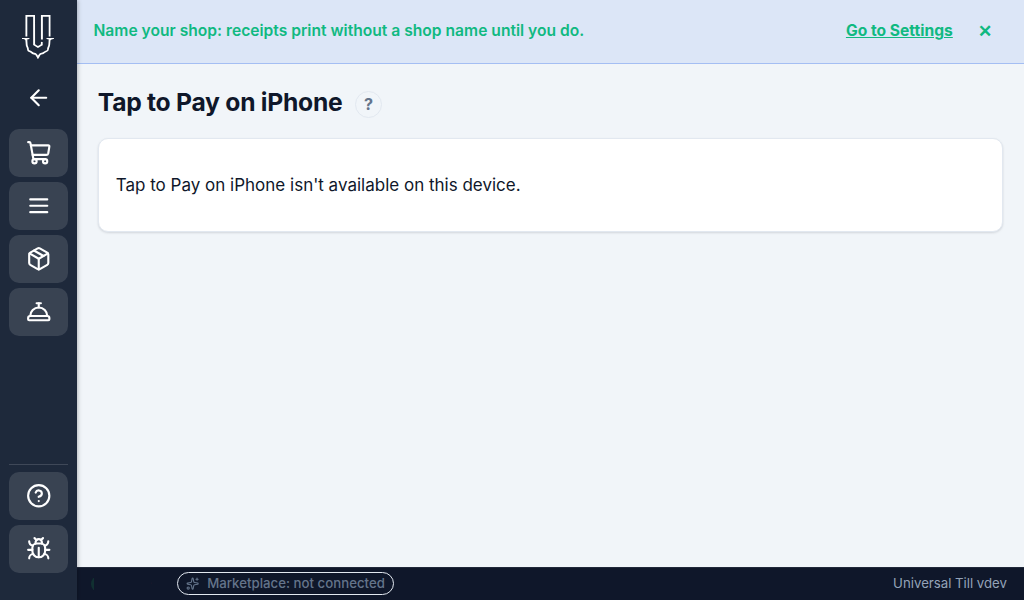 Name your shop: receipts print without a shop name until you do.
Go to Settings
Tap to Pay on iPhone
?
Tap to Pay on iPhone isn't available on this device.
Marketplace: not connected
Universal Till vdev